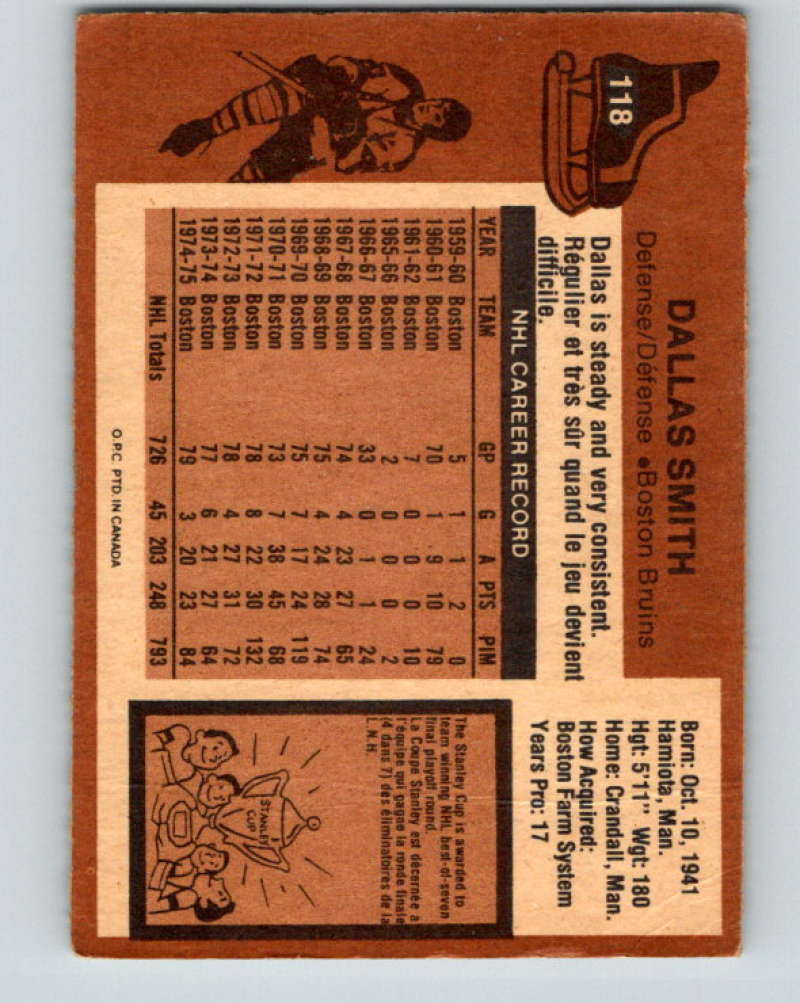 118
DALLAS SMITH
Defense/Défense •Boston Bruins
Born: Oct. 10, 1941
Hamiota, Man.
Hgt: 5'11" Wgt: 180
Home: Crandall, Man.
How Acquired:
Boston Farm System
Years Pro: 17
Dallas is steady and very consistent.
Régulier et très sûr quand le jeu devient
difficile.
NHL CAREER RECORD
YEAR TEAM GP G A PTS PIM
1959-60 Boston 5 1 1 2 0
1960-61 Boston 70 1 .9 10 79
1961-62 Boston 7 0 0 0 10
1965-66 Boston 2 0 0 0 2
1966-67 Boston 33 0 1 1 24
1967-68 Boston 74 4 23 27 65
1968-69 Boston 75 4 24 28 74
1969-70 Boston 75 7 17 24 119
1970-71 Boston 73 7 38 45 68
1971-72 Boston 78 8 22 30 132
1972-73 Boston 78 4 27 31 72
1973-74 Boston 77 6 21 27 64
1974-75 Boston 79 3 20 23 84
NHL Totals 726 45 203 248 793
The Stanley Cup is awarded to
team winning NHL best-of-seven
final playoff round.
La Coupe Stanley est décernée à
l'équipe qui gagne la ronde finale
(4 dans 7) des éliminatoires de la
L.N.H.
STANLEY
CUP
O.P.C. PTD. IN CANADA